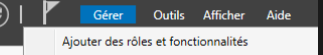 Gérer Outils Afficher Aide
Ajouter des rôles et fonctionnalités